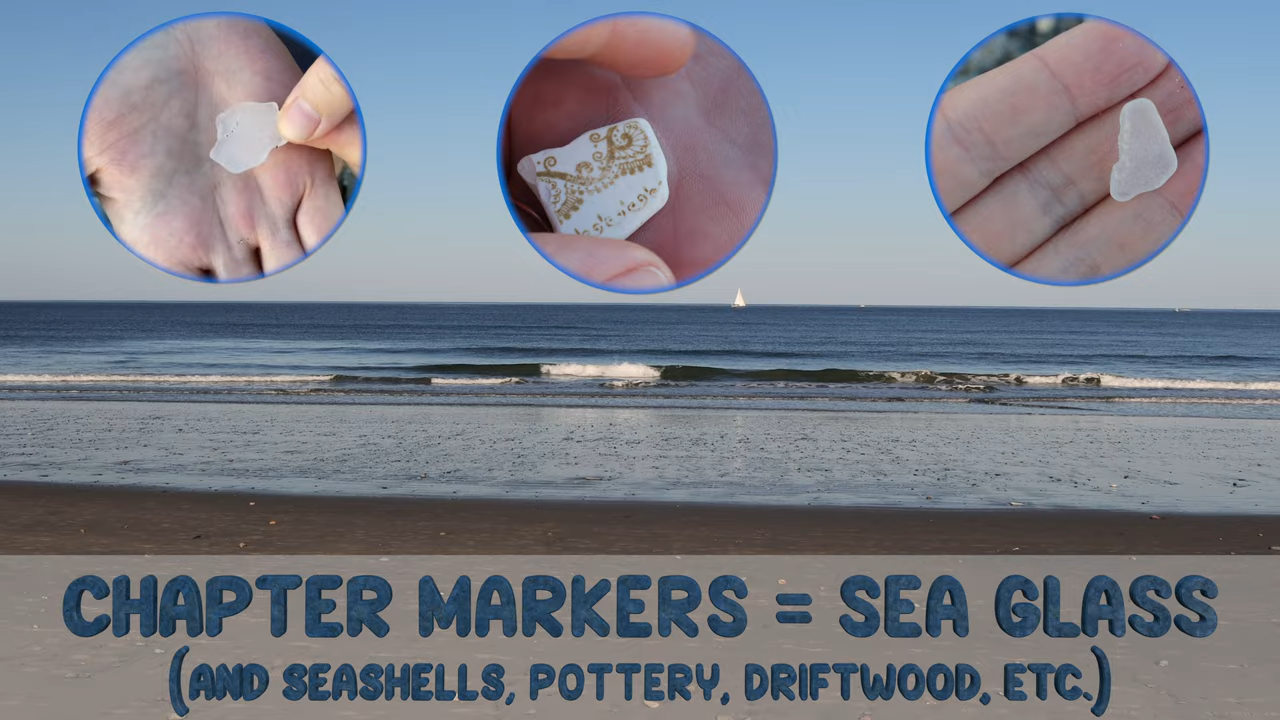 CHAPTER MARKERS = SEA GLASS
(AND SEASHELLS, POTTERY, DRIFTWOOD, ETC.)